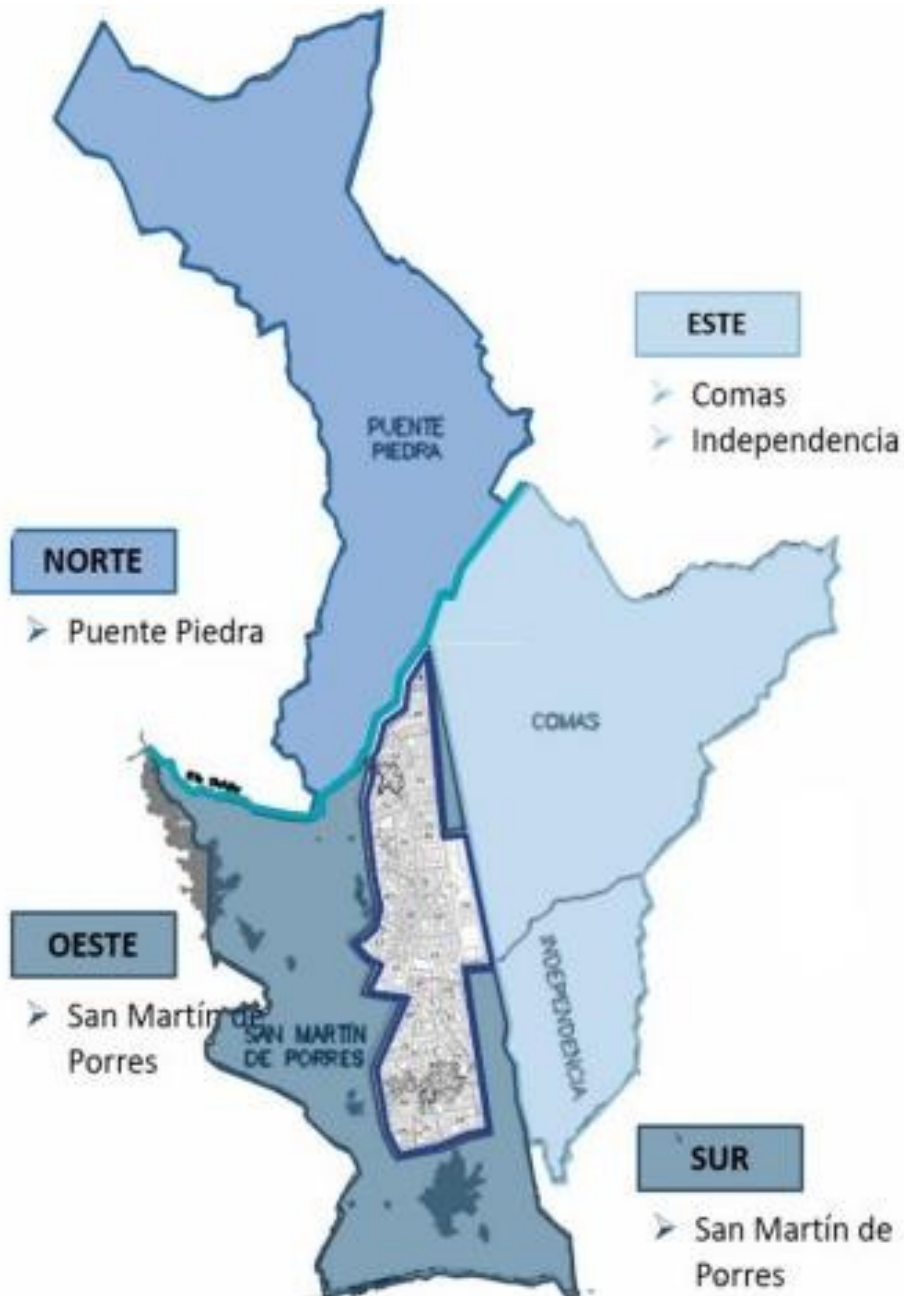 PUENTE
PIEDRA
ESTE
Comas
Independencia
NORTE
Puente Piedra
COMAS
OESTE
San Martín de
Porres
SAN MARTÍN
DE PORRES
INDEPENDENCIA
SUR
San Martín de
Porres